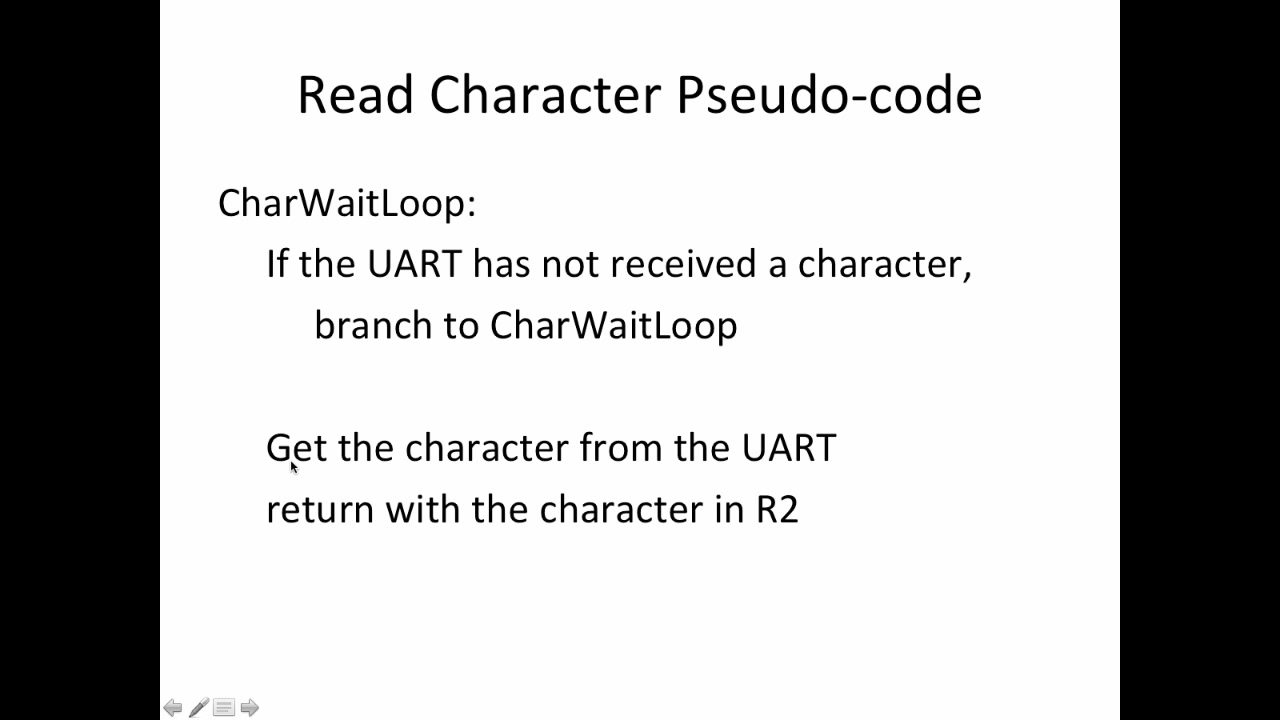 Read Character Pseudo-code
CharWaitLoop:
If the UART has not received a character,
branch to CharWaitLoop
Get the character from the UART
return with the character in R2